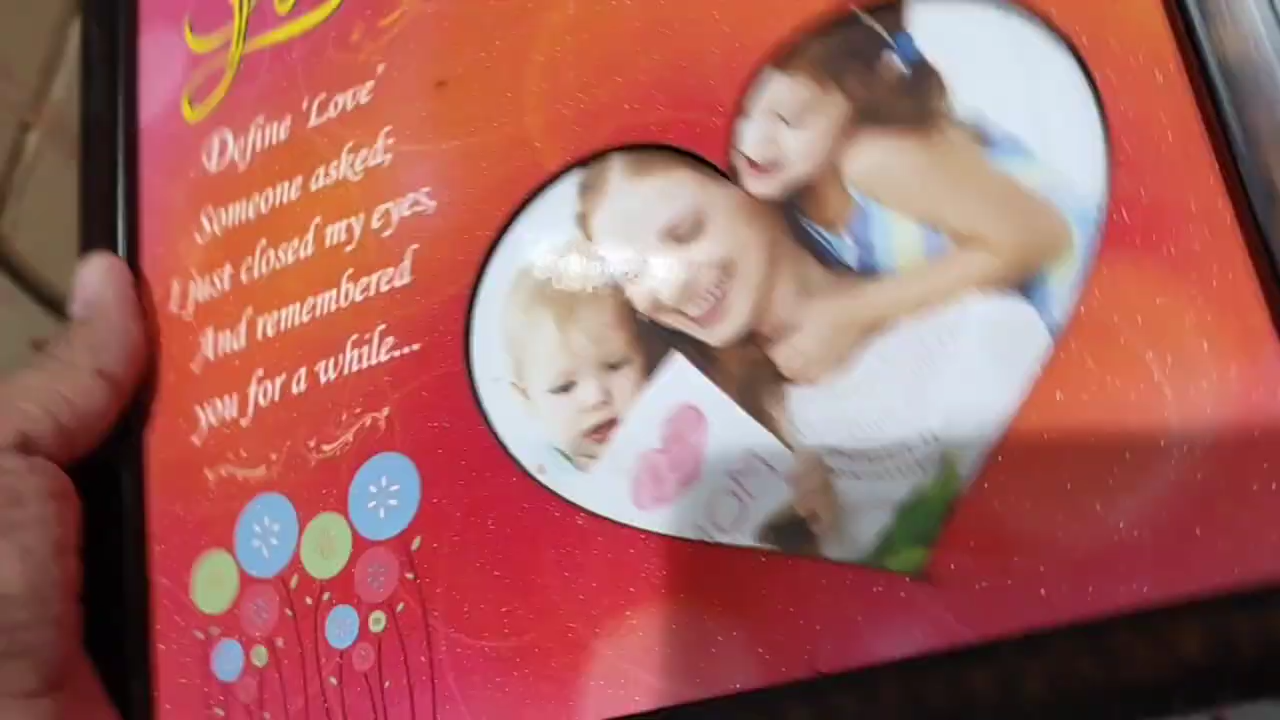 Define 'Love'
Someone asked;
I just closed my eyes,
And remembered
you for a while...